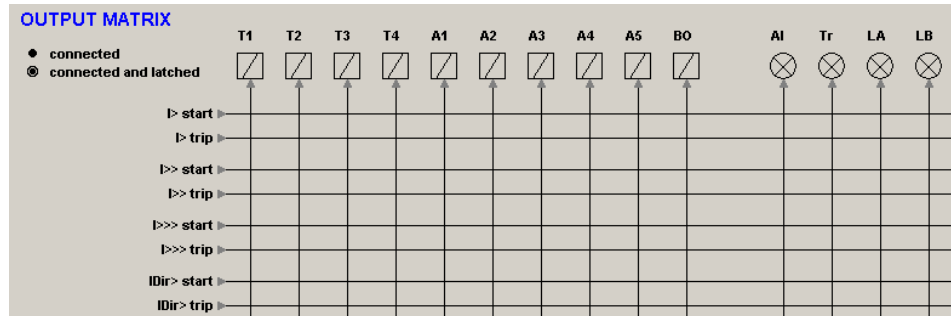 OUTPUT MATRIX
T1 T2 T3 T4 A1 A2 A3 A4 A5 BO Al Tr LA LB
connected
connected and latched
I> start
I> trip
I>> start
I>> trip
I>>> start
I>>> trip
IDir> start
IDir> trip